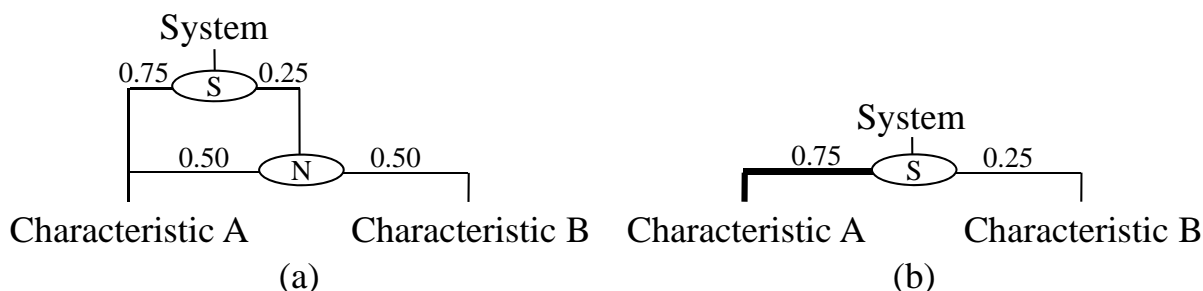 System
0.75 S 0.25
0.50 N 0.50
Characteristic A Characteristic B
(a)
System
0.75 S 0.25
Characteristic A Characteristic B
(b)